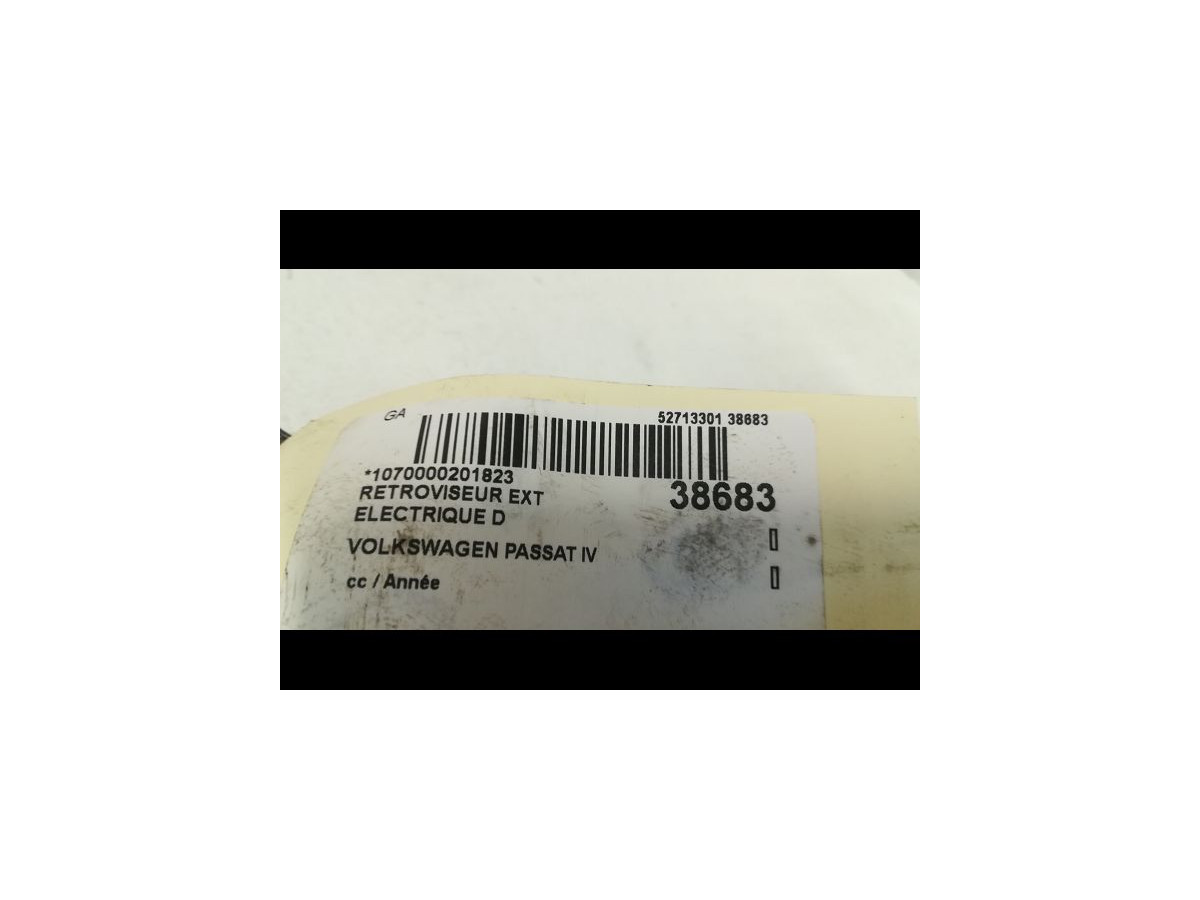 GA
52713301 38683
*1070000201823
RETROVISEUR EXT
38683
ELECTRIQUE D
VOLKSWAGEN PASSAT IV
cc / Année